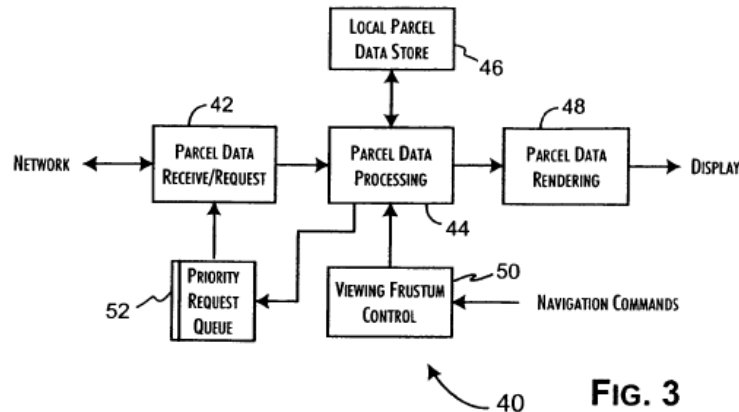 LOCAL PARCEL
DATA STORE
46
42
48
NETWORK
PARCEL DATA
RECEIVE/REQUEST
PARCEL DATA
PROCESSING
PARCEL DATA
RENDERING
DISPLAY
44
52
PRIORITY
REQUEST
QUEUE
VIEWING FRUSTUM
CONTROL
50
NAVIGATION COMMANDS
40
FIG. 3